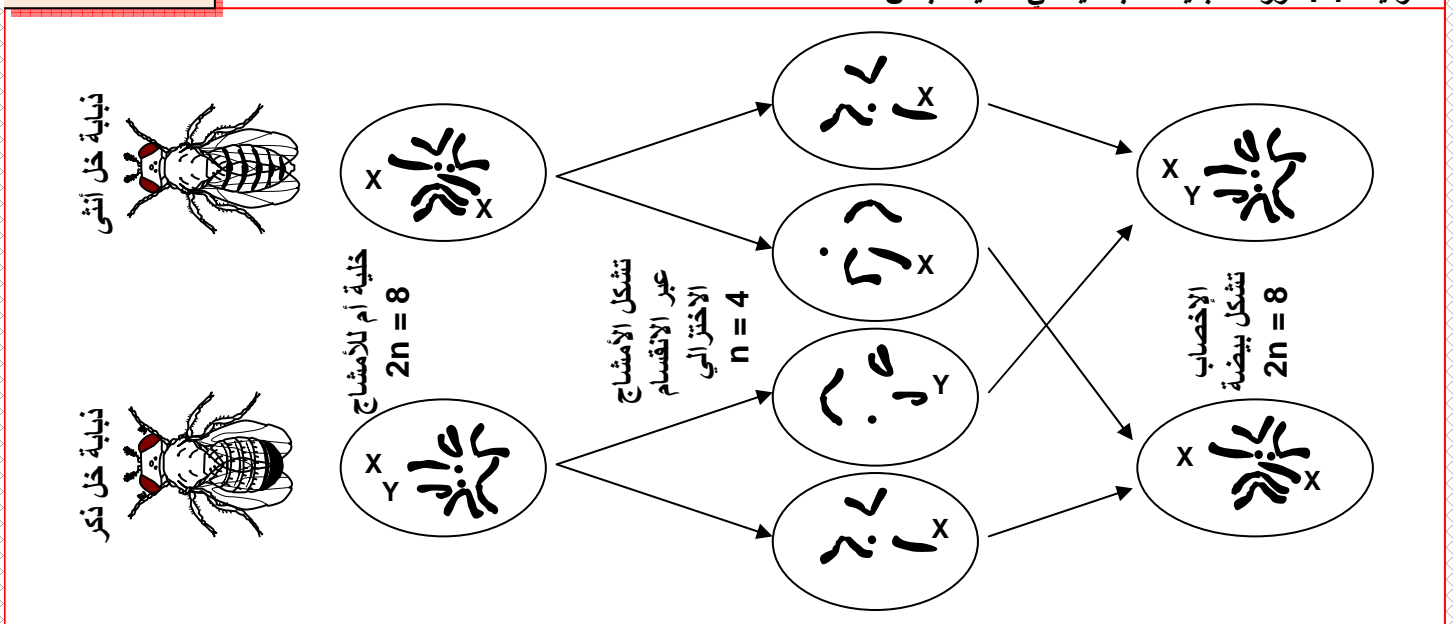 ذبابة خل أنثى
X
X
خلية أم للأمشاج
2n = 8
ذبابة خل ذكر
X
Y
تشكل الأمشاج
عبر الانقسام
الاختزالي
n = 4
X
X
Y
X
X
Y
الإخصاب
تشكل بيضة
2n = 8
X
X